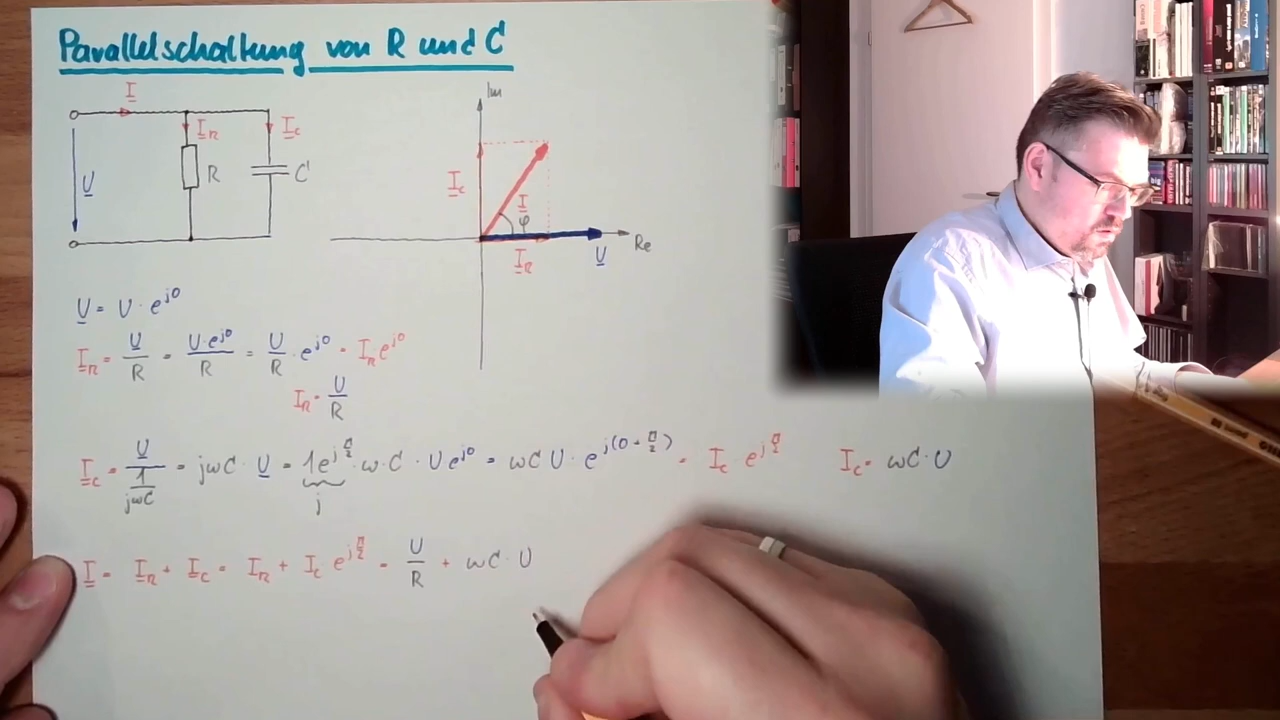 Parallelschaltung von R und C
I
I_R
I_C
R
C
U
Im
I_C
I
φ
I_R
U
Re
U = U · e^{j0}
I_R = U/R = U·e^{j0}/R = U/R · e^{j0} = I_R e^{j0}
I_R = U/R
I_C = U/(1/jωC) = jωC · U = 1e^{jπ/2} · ω · C · U e^{j0} = ωC U · e^{j(0 + π/2)} = I_C · e^{jπ/2} I_C = ωC · U
j
I = I_R + I_C = I_R + I_C e^{jπ/2} = U/R + ωC · U